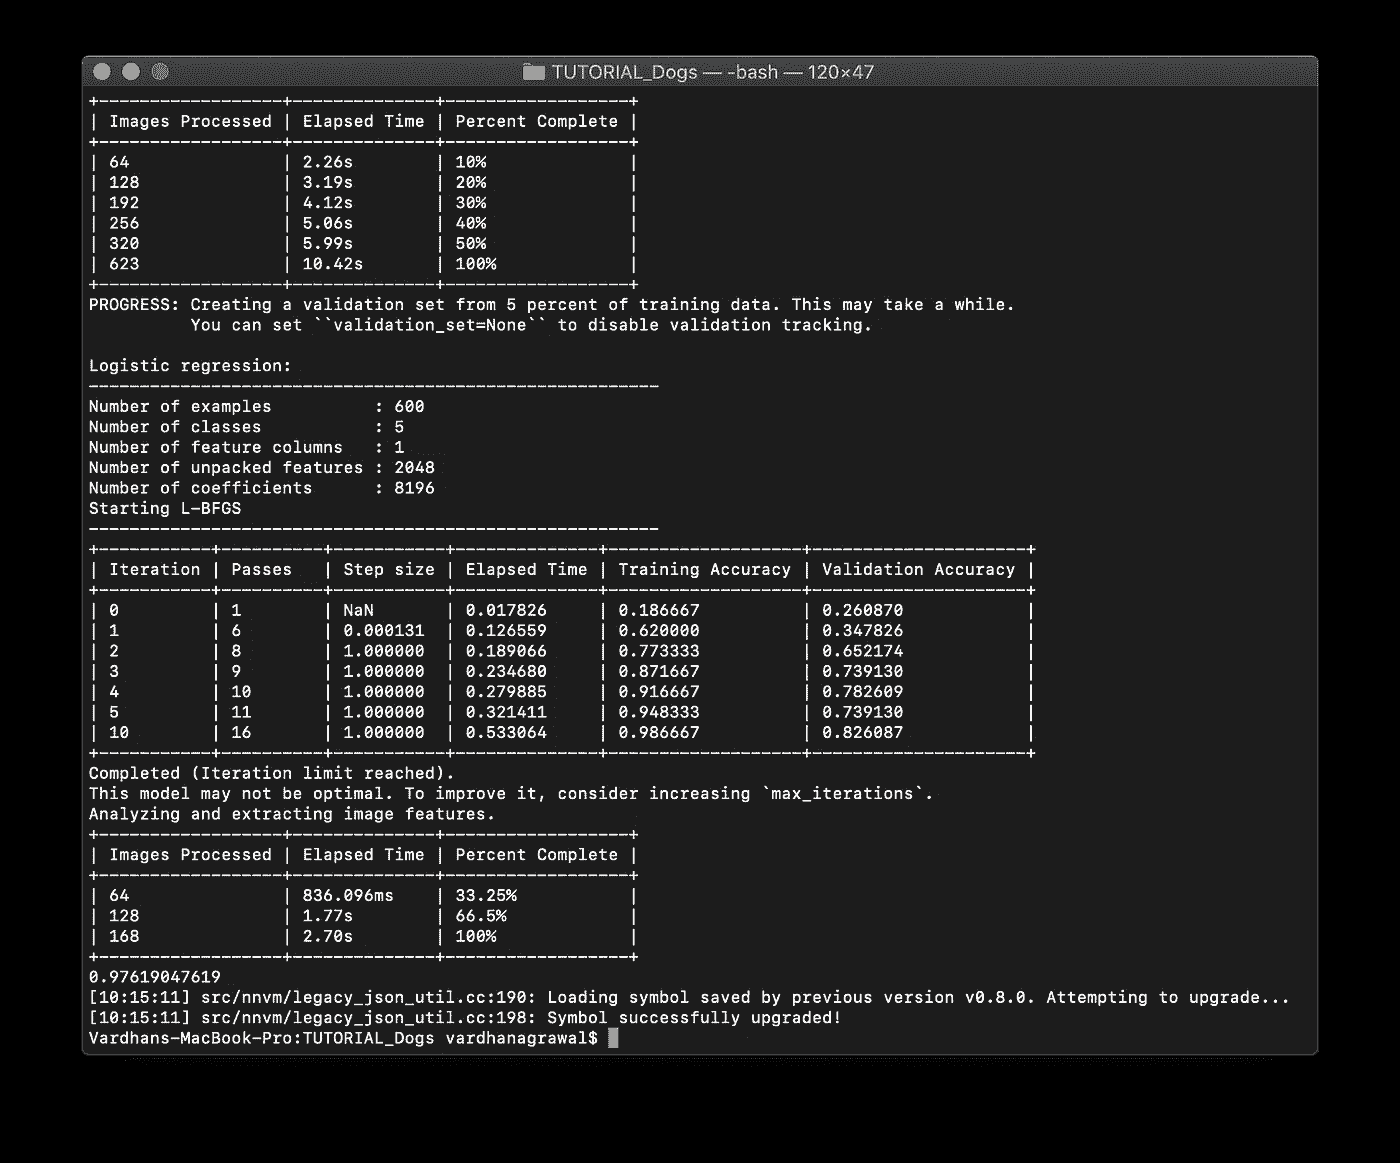 TUTORIAL_Dogs — -bash — 120×47
+------------------+--------------+------------------+
| Images Processed | Elapsed Time | Percent Complete |
+------------------+--------------+------------------+
| 64               | 2.26s        | 10%              |
| 128              | 3.19s        | 20%              |
| 192              | 4.12s        | 30%              |
| 256              | 5.06s        | 40%              |
| 320              | 5.99s        | 50%              |
| 623              | 10.42s       | 100%             |
+------------------+--------------+------------------+
PROGRESS: Creating a validation set from 5 percent of training data. This may take a while.
          You can set ``validation_set=None`` to disable validation tracking.

Logistic regression:
--------------------------------------------------------
Number of examples          : 600
Number of classes           : 5
Number of feature columns   : 1
Number of unpacked features : 2048
Number of coefficients      : 8196
Starting L-BFGS
--------------------------------------------------------
+-----------+----------+-----------+--------------+-------------------+---------------------+
| Iteration | Passes   | Step size | Elapsed Time | Training Accuracy | Validation Accuracy |
+-----------+----------+-----------+--------------+-------------------+---------------------+
| 0         | 1        | NaN       | 0.017826     | 0.186667          | 0.260870            |
| 1         | 6        | 0.000131  | 0.126559     | 0.620000          | 0.347826            |
| 2         | 8        | 1.000000  | 0.189066     | 0.773333          | 0.652174            |
| 3         | 9        | 1.000000  | 0.234680     | 0.871667          | 0.739130            |
| 4         | 10       | 1.000000  | 0.279885     | 0.916667          | 0.782609            |
| 5         | 11       | 1.000000  | 0.321411     | 0.948333          | 0.739130            |
| 10        | 16       | 1.000000  | 0.533064     | 0.986667          | 0.826087            |
+-----------+----------+-----------+--------------+-------------------+---------------------+
Completed (Iteration limit reached).
This model may not be optimal. To improve it, consider increasing `max_iterations`.
Analyzing and extracting image features.
+------------------+--------------+------------------+
| Images Processed | Elapsed Time | Percent Complete |
+------------------+--------------+------------------+
| 64               | 836.096ms    | 33.25%           |
| 128              | 1.77s        | 66.5%            |
| 168              | 2.70s        | 100%             |
+------------------+--------------+------------------+
0.97619047619
[10:15:11] src/nnvm/legacy_json_util.cc:190: Loading symbol saved by previous version v0.8.0. Attempting to upgrade...
[10:15:11] src/nnvm/legacy_json_util.cc:198: Symbol successfully upgraded!
Vardhans-MacBook-Pro:TUTORIAL_Dogs vardhanagrawal$